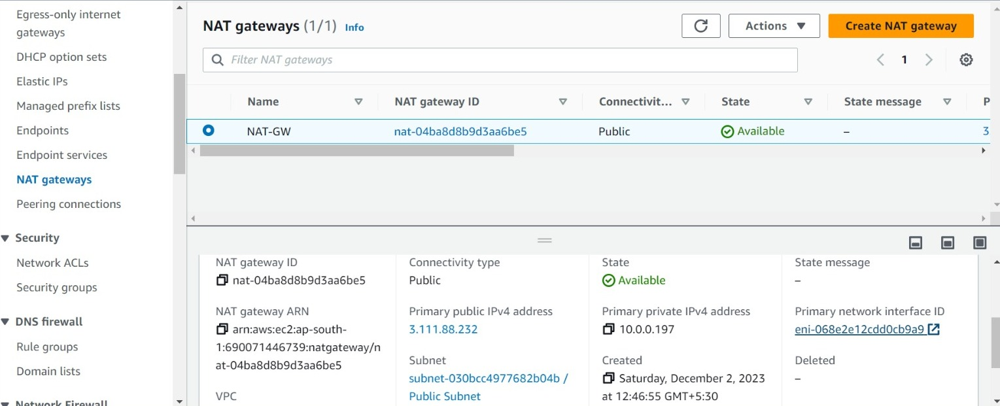 Egress-only internet
gateways
DHCP option sets
Elastic IPs
Managed prefix lists
Endpoints
Endpoint services
NAT gateways
Peering connections
Security
Network ACLs
Security groups
DNS firewall
Rule groups
Domain lists
Network Firewall
NAT gateways (1/1) Info
Actions
Create NAT gateway
Filter NAT gateways
1
Name NAT gateway ID Connectivit... State State message P
NAT-GW nat-04ba8d8b9d3aa6be5 Public Available – 3
NAT gateway ID
nat-04ba8d8b9d3aa6be5
NAT gateway ARN
arn:aws:ec2:ap-south-
1:690071446739:natgateway/n
at-04ba8d8b9d3aa6be5
VPC
Connectivity type
Public
Primary public IPv4 address
3.111.88.232
Subnet
subnet-030bcc4977682b04b /
Public Subnet
State
Available
Primary private IPv4 address
10.0.0.197
Created
Saturday, December 2, 2023
at 12:46:55 GMT+5:30
State message
–
Primary network interface ID
eni-068e2e12cdd0cb9a9
Deleted
–